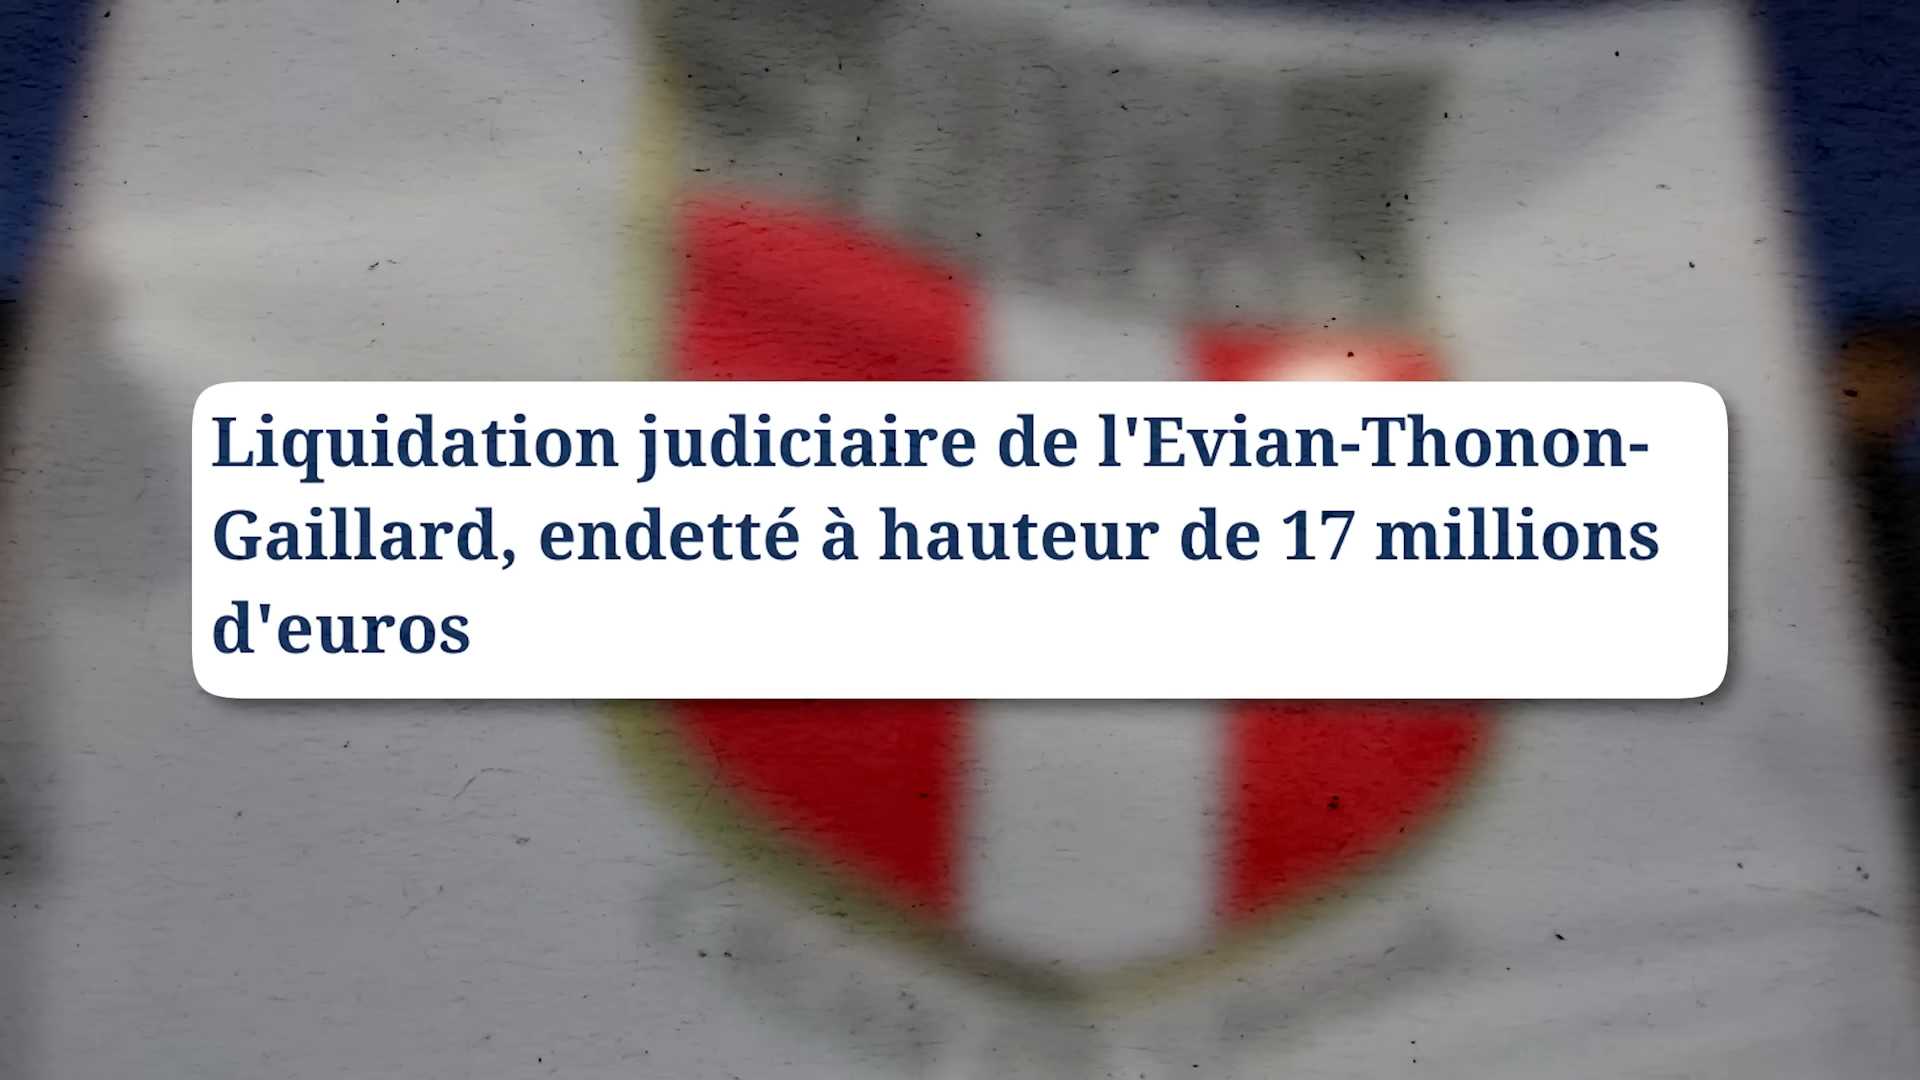 Liquidation judiciaire de l'Evian-Thonon-
Gaillard, endetté à hauteur de 17 millions
d'euros